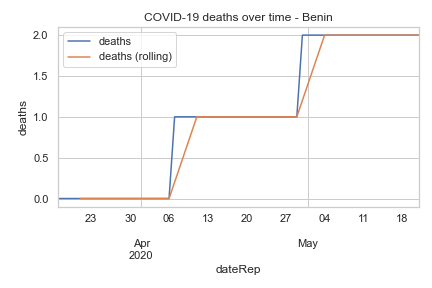 COVID-19 deaths over time - Benin
deaths
deaths (rolling)
deaths
2.0
1.5
1.0
0.5
0.0
23 30 06 13 20 27 04 11 18
Apr May
2020
dateRep